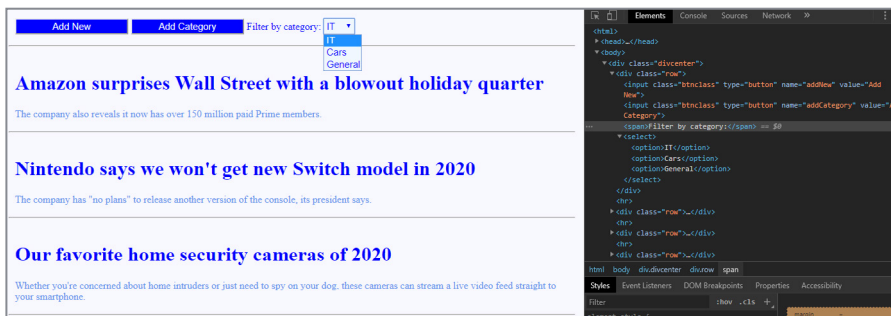 Add New Add Category Filter by category: IT
IT
Cars
General
Amazon surprises Wall Street with a blowout holiday quarter
The company also reveals it now has over 150 million paid Prime members.
Nintendo says we won't get new Switch model in 2020
The company has "no plans" to release another version of the console, its president says.
Our favorite home security cameras of 2020
Whether you're concerned about home intruders or just need to spy on your dog, these cameras can stream a live video feed straight to
your smartphone.
Elements Console Sources Network »
<html>
<head>…</head>
<body>
<div class="divcenter">
<div class="row">
<input class="btnclass" type="button" name="addNew" value="Add
New">
<input class="btnclass" type="button" name="addCategory" value="
Category">
… <span>Filter by category:</span> == $0
<select>
<option>IT</option>
<option>Cars</option>
<option>General</option>
</select>
</div>
<hr>
<div class="row">…</div>
<hr>
<div class="row">…</div>
<hr>
<div class="row">…</div>
html body div.divcenter div.row span
Styles Event Listeners DOM Breakpoints Properties Accessibility
Filter :hov .cls +